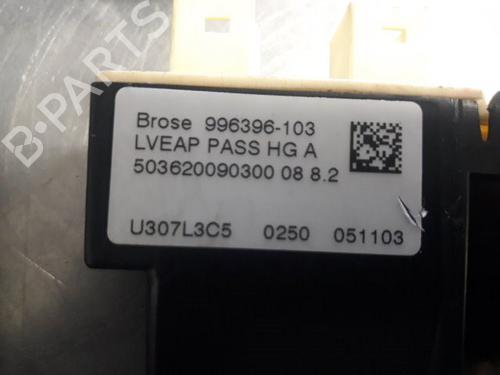 B-PARTS
Brose 996396-103
LVEAP PASS HG A
503620090300 08 8.2
U307L3C5 0250 051103